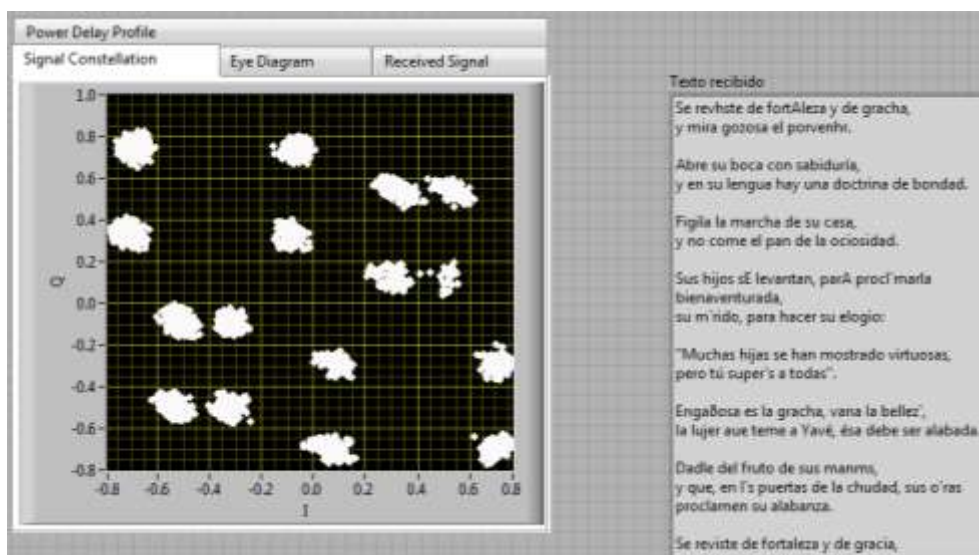 Power Delay Profile
Signal Constellation
Eye Diagram
Received Signal
1.0
0.8
0.6
0.4
0.2
0.0
-0.2
-0.4
-0.6
-0.8
Q
-0.8 -0.6 -0.4 -0.2 0.0 0.2 0.4 0.6 0.8
I
Texto recibido
Se revhste de fortAleza y de gracha,
y mira gozosa el porvenhr.
Abre su boca con sabiduría,
y en su lengua hay una doctrina de bondad.
Figila la marcha de su casa,
y no come el pan de la ociosidad.
Sus hijos sE levantan, parA procl`marla
bienaventurada,
su m`rido, para hacer su elogio:
"Muchas hijas se han mostrado virtuosas,
pero tú super`s a todas".
Engaßosa es la gracha, vana la bellez`,
la lujer aue teme a Yavé, ésa debe ser alabada.
Dadle del fruto de sus manms,
y que, en l`s puertas de la chudad, sus o`ras
proclamen su alabanza.
Se reviste de fortaleza y de gracia,